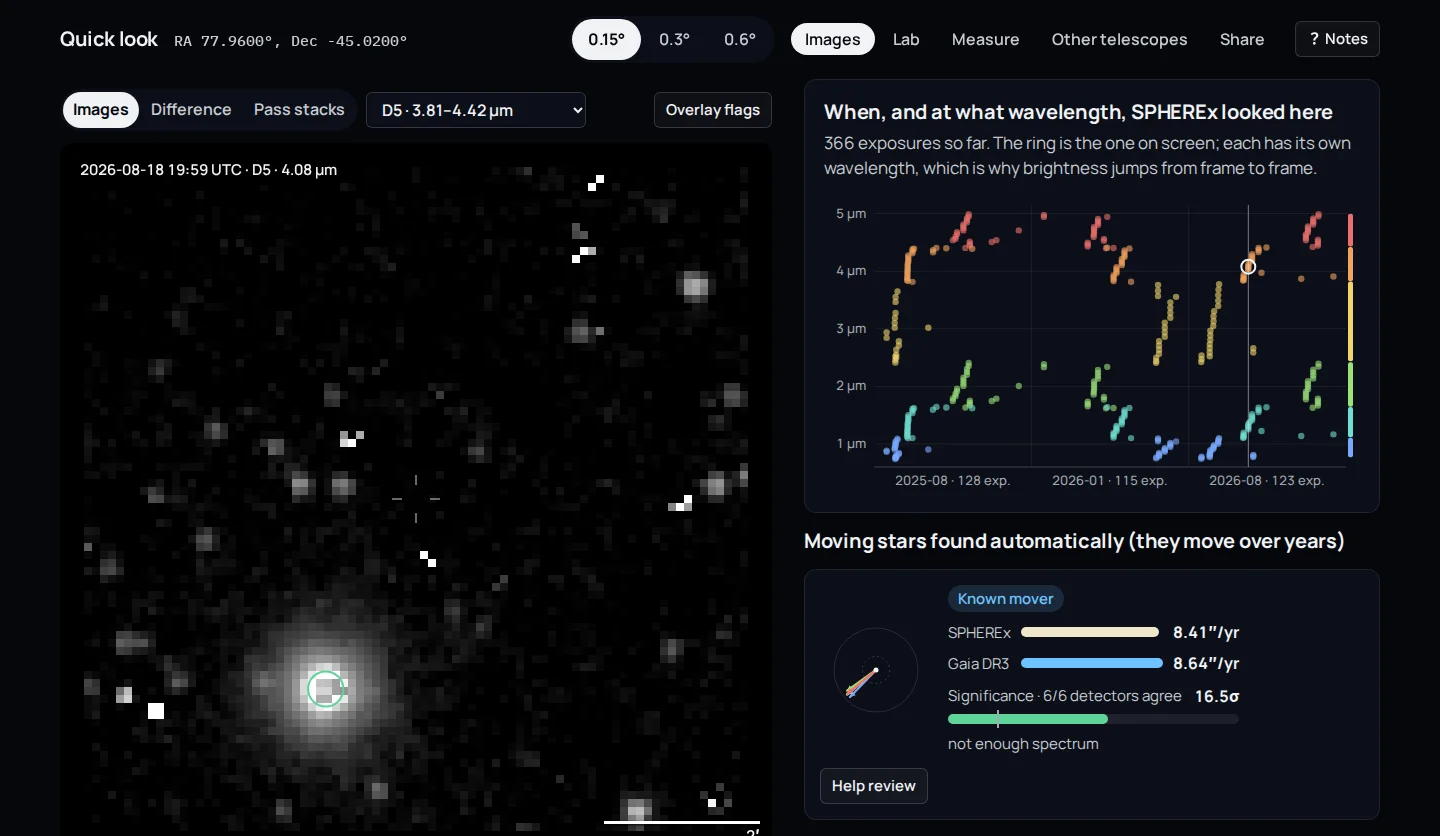 Quick look RA 77.9600°, Dec -45.0200° 0.15° 0.3° 0.6° Images Lab Measure Other telescopes Share ? Notes
Images Difference Pass stacks D5 · 3.81–4.42 µm Overlay flags
2026-08-18 19:59 UTC · D5 · 4.08 µm
2′
When, and at what wavelength, SPHEREx looked here
366 exposures so far. The ring is the one on screen; each has its own
wavelength, which is why brightness jumps from frame to frame.
5 µm
4 µm
3 µm
2 µm
1 µm
2025-08 · 128 exp. 2026-01 · 115 exp. 2026-08 · 123 exp.
Moving stars found automatically (they move over years)
Known mover
SPHEREx 8.41″/yr
Gaia DR3 8.64″/yr
Significance · 6/6 detectors agree 16.5σ
not enough spectrum
Help review